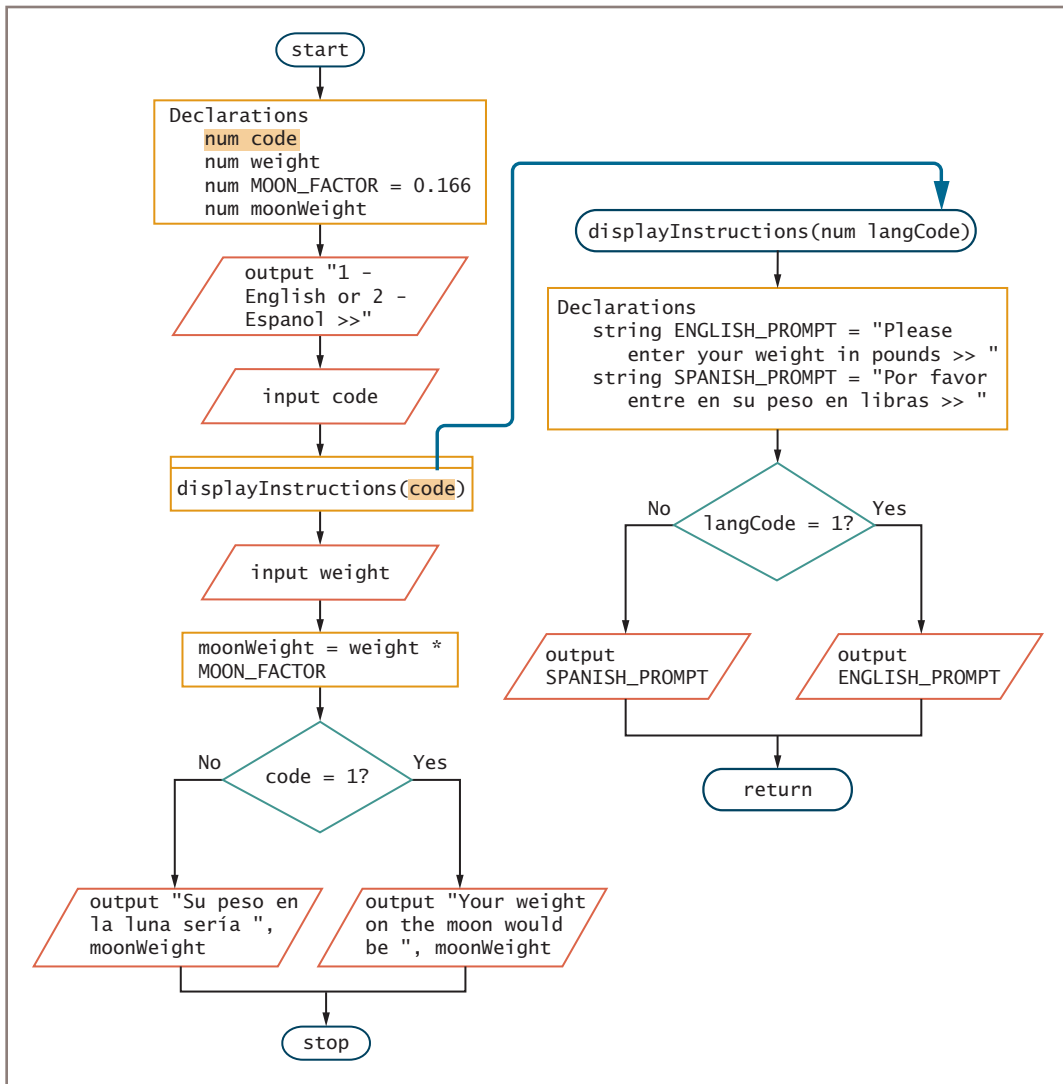 start
Declarations
num code
num weight
num MOON_FACTOR = 0.166
num moonWeight
output "1 -
English or 2 -
Espanol >>"
input code
displayInstructions(code)
input weight
moonWeight = weight *
MOON_FACTOR
No
code = 1?
Yes
output "Su peso en
la luna sería ",
moonWeight
output "Your weight
on the moon would
be ", moonWeight
stop
displayInstructions(num langCode)
Declarations
string ENGLISH_PROMPT = "Please
enter your weight in pounds >> "
string SPANISH_PROMPT = "Por favor
entre en su peso en libras >> "
No
langCode = 1?
Yes
output
SPANISH_PROMPT
output
ENGLISH_PROMPT
return